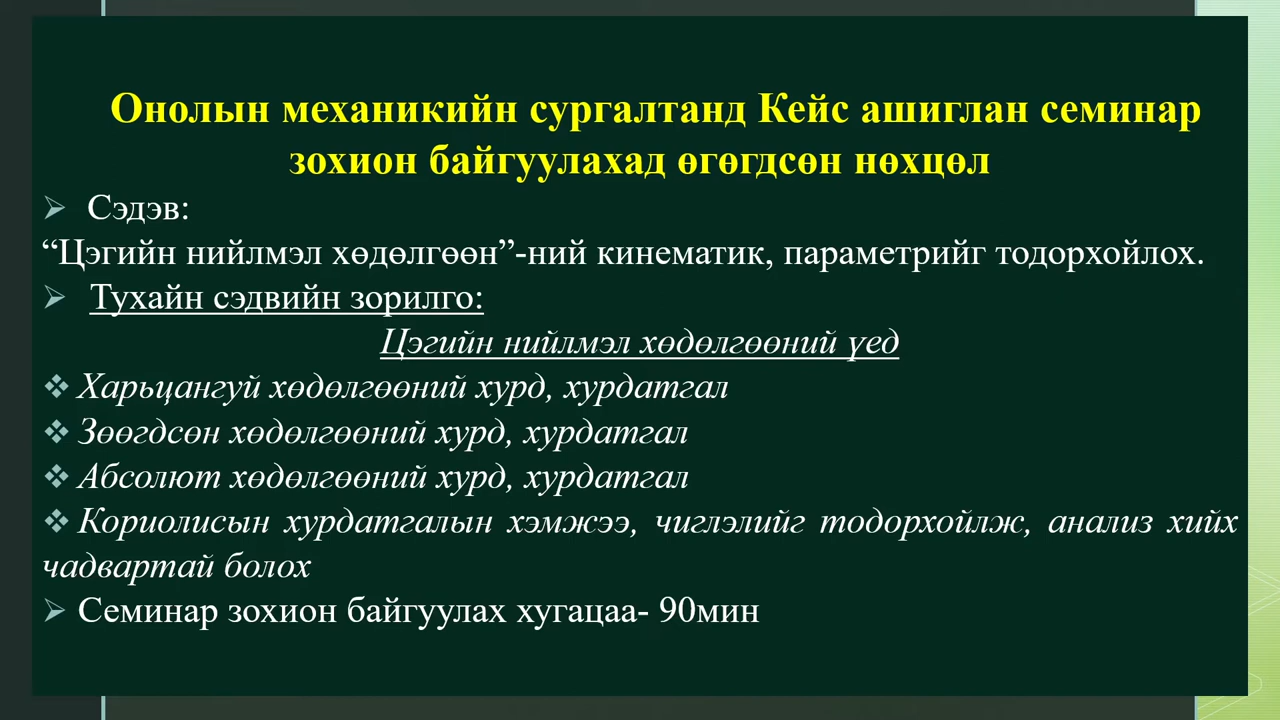 Онолын механикийн сургалтанд Кейс ашиглан семинар
зохион байгуулахад өгөгдсөн нөхцөл
➢ Сэдэв:
“Цэгийн нийлмэл хөдөлгөөн”-ний кинематик, параметрийг тодорхойлох.
➢ Тухайн сэдвийн зорилго:
Цэгийн нийлмэл хөдөлгөөний үед
❖ Харьцангуй хөдөлгөөний хурд, хурдатгал
❖ Зөөгдсөн хөдөлгөөний хурд, хурдатгал
❖ Абсолют хөдөлгөөний хурд, хурдатгал
❖ Кориолисын хурдатгалын хэмжээ, чиглэлийг тодорхойлж, анализ хийх
чадвартай болох
➢ Семинар зохион байгуулах хугацаа- 90мин